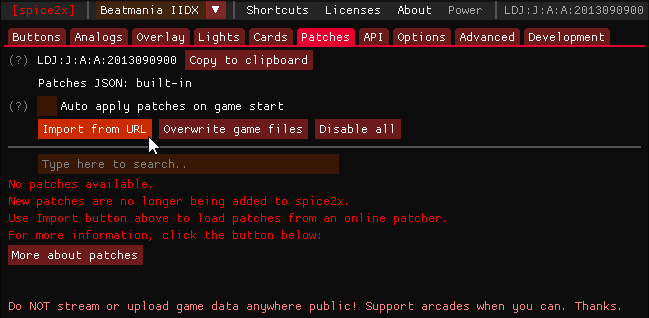 [spice2x] Beatmania IIDX ▼ Shortcuts Licenses About Power LDJ:J:A:A:2013090900
Buttons Analogs Overlay Lights Cards Patches API Options Advanced Development
(?) LDJ:J:A:A:2013090900 Copy to clipboard
Patches JSON: built-in
(?) Auto apply patches on game start
Import from URL Overwrite game files Disable all
Type here to search..
No patches available.
New patches are no longer being added to spice2x.
Use Import button above to load patches from an online patcher.
For more information, click the button below:
More about patches
Do NOT stream or upload game data anywhere public! Support arcades when you can. Thanks.